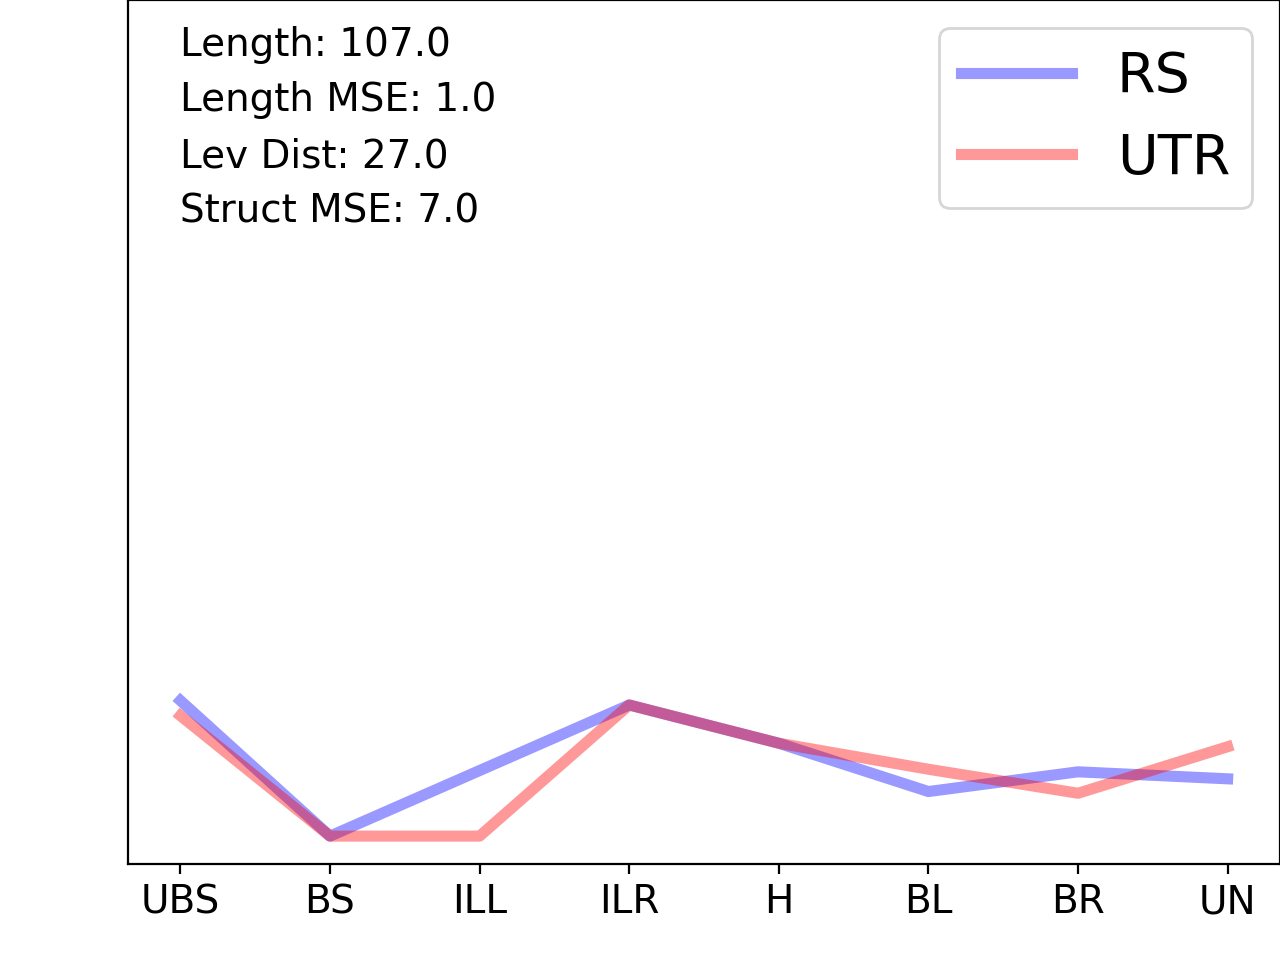 Length: 107.0
Length MSE: 1.0
Lev Dist: 27.0
Struct MSE: 7.0
RS
UTR
UBS BS ILL ILR H BL BR UN